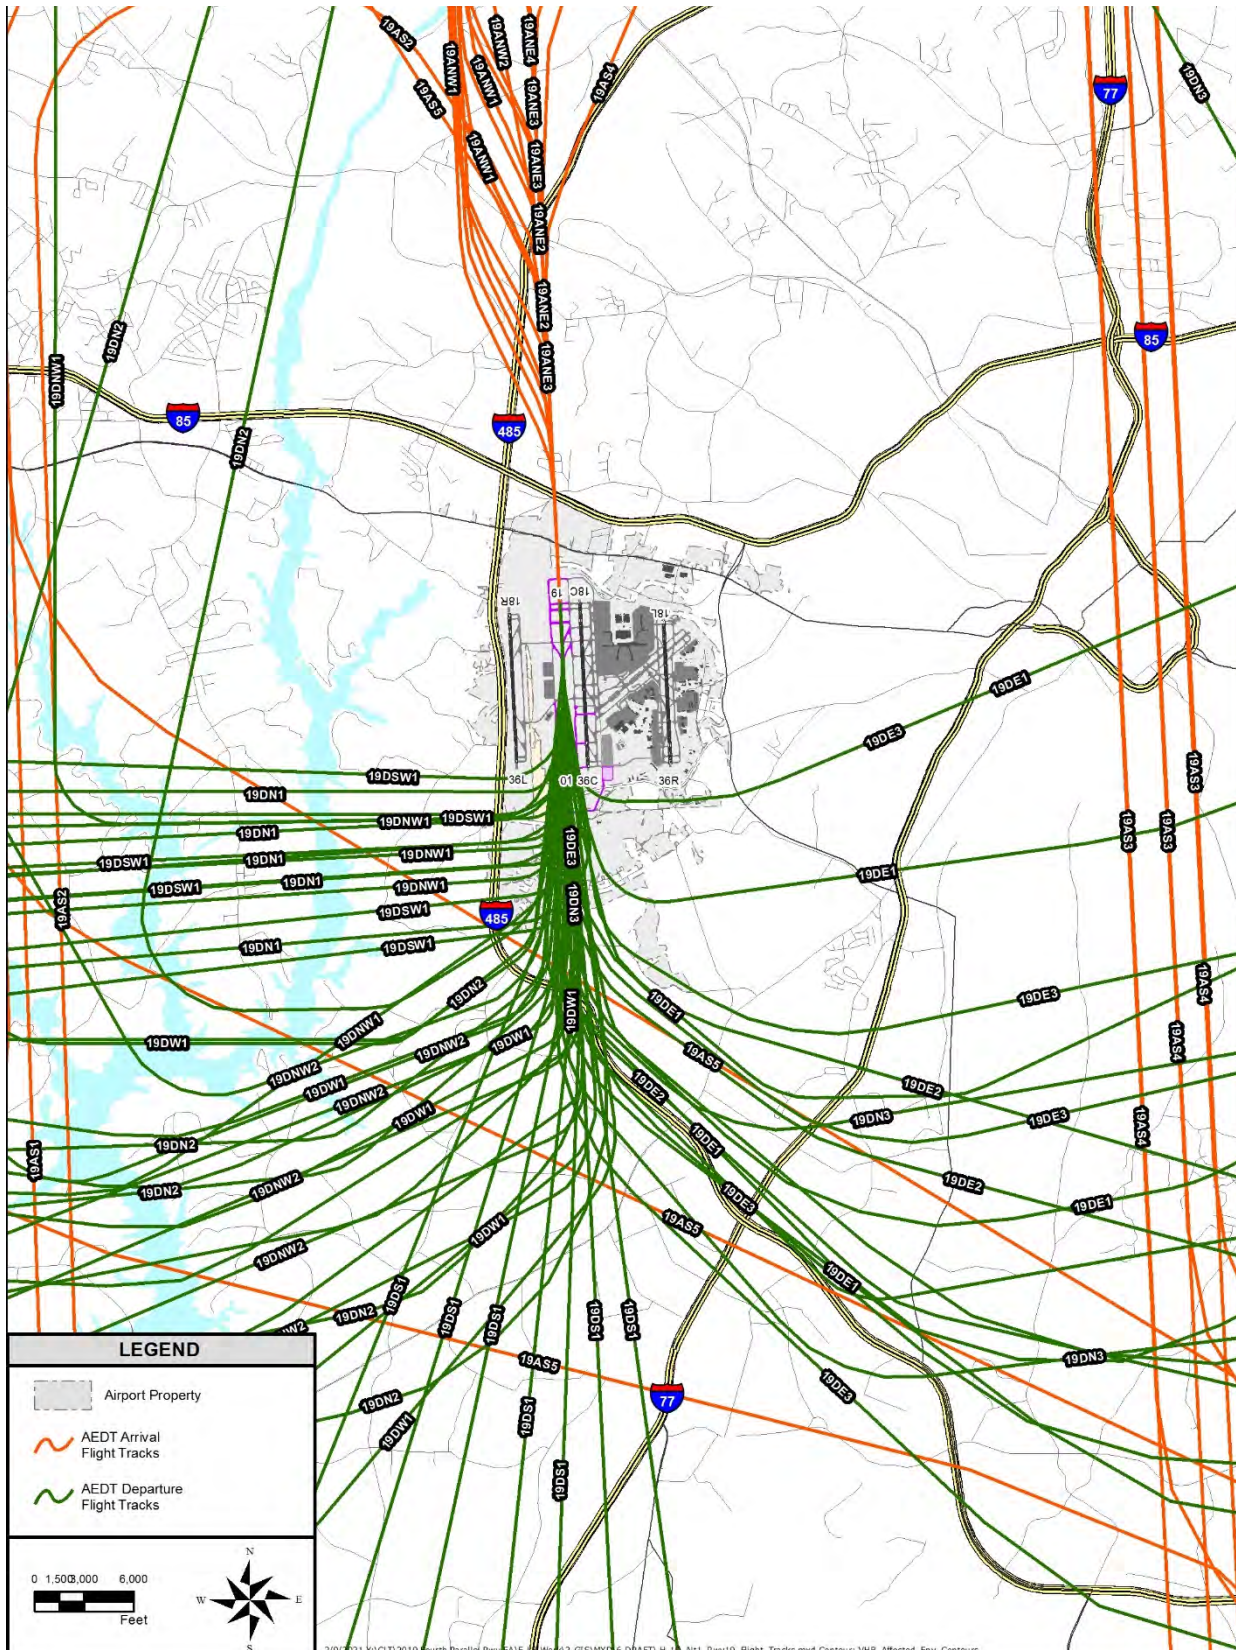 19AS2
19ANW1
19ANW2
19ANE4
19AS4
19DN3
77
19AS5
19ANW1
19ANE3
19ANW1
19ANE3
19ANE2
19ANE2
19DNW1
19DN2
85
19ANE3
85
485
19DN2
18R
19
18C
18L
19DE1
19DE3
19DSW1
36L
01
36C
36R
19AS3
19DN1
19DNW1
19DSW1
19AS3
19AS3
19DE3
19DSW1
19DN1
19DNW1
19DE1
19DSW1
19DN1
19DNW1
19AS2
19DSW1
485
19DN3
19DN1
19DSW1
19DN2
19AS4
19DW1
19DE1
19DE3
19DW1
19DNW1
19DNW2
19DW1
19AS5
19AS4
19DNW2
19DW1
19DNW2
19DE2
19DE2
19DW1
19DN3
19DE3
19AS4
19AS1
19DN2
19DE1
19DN2
19DNW2
19DE3
19DE2
19DE1
19DW1
19AS5
19DNW2
19DS1
19DE1
19DN2
19DS1
19DS1
19DS1
19DS1
NW2
19AS5
19DN3
19DE3
19DN2
77
19DW1
19DS1
19DS1
LEGEND
Airport Property
AEDT Arrival
Flight Tracks
AEDT Departure
Flight Tracks
0 1,500 3,000 6,000
Feet
N
W E
S